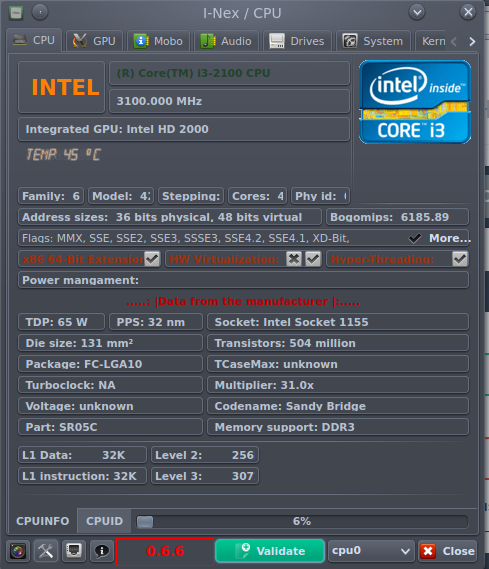 I-Nex / CPU
CPU GPU Mobo Audio Drives System Kern
INTEL
(R) Core(TM) i3-2100 CPU
3100.000 MHz
intel inside™
CORE i3
Integrated GPU: Intel HD 2000
TEMP 45 °C
Family: 6 Model: 42 Stepping: Cores: 4 Phy id:
Address sizes: 36 bits physical, 48 bits virtual Bogomips: 6185.89
Flags: MMX, SSE, SSE2, SSE3, SSSE3, SSE4.2, SSE4.1, XD-Bit, More...
x86 64-Bit Extension HW Virtualization: Hyper-Threading:
Power mangament:
.....: |Data from the manufacturer |:.....
TDP: 65 W PPS: 32 nm Socket: Intel Socket 1155
Die size: 131 mm² Transistors: 504 million
Package: FC-LGA10 TCaseMax: unknown
Turboclock: NA Multiplier: 31.0x
Voltage: unknown Codename: Sandy Bridge
Part: SR05C Memory support: DDR3
L1 Data: 32K Level 2: 256
L1 instruction: 32K Level 3: 307
CPUINFO CPUID 6%
0.6.6 Validate cpu0 Close